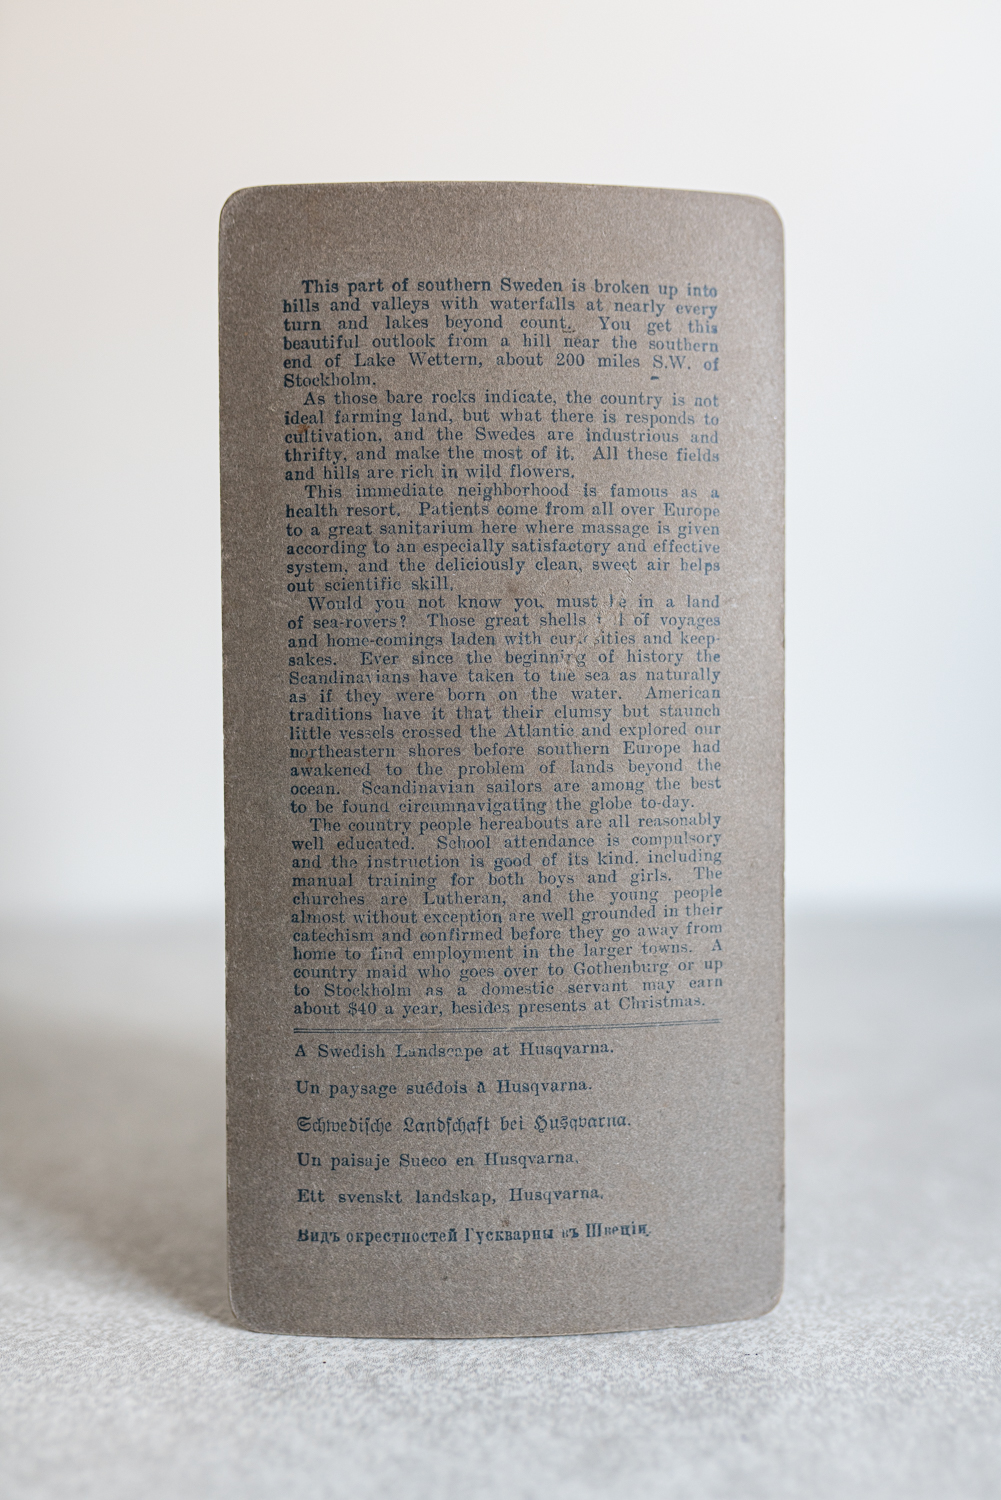 This part of southern Sweden is broken up into
hills and valleys with waterfalls at nearly every
turn and lakes beyond count. You get this
beautiful outlook from a hill near the southern
end of Lake Wettern, about 200 miles S.W. of
Stockholm.
As those bare rocks indicate, the country is not
ideal farming land, but what there is responds to
cultivation, and the Swedes are industrious and
thrifty, and make the most of it. All these fields
and hills are rich in wild flowers.
This immediate neighborhood is famous as a
health resort. Patients come from all over Europe
to a great sanitarium here where massage is given
according to an especially satisfactory and effective
system, and the deliciously clean, sweet air helps
out scientific skill.
Would you not know you must be in a land
of sea-rovers? Those great shells of voyages
and home-comings laden with curiosities and keep-
sakes. Ever since the beginning of history the
Scandinavians have taken to the sea as naturally
as if they were born on the water. American
traditions have it that their clumsy but staunch
little vessels crossed the Atlantic and explored our
northeastern shores before southern Europe had
awakened to the problem of lands beyond the
ocean. Scandinavian sailors are among the best
to be found circumnavigating the globe to-day.
The country people hereabouts are all reasonably
well educated. School attendance is compulsory
and the instruction is good of its kind, including
manual training for both boys and girls. The
churches are Lutheran, and the young people
almost without exception are well grounded in their
catechism and confirmed before they go away from
home to find employment in the larger towns. A
country maid who goes over to Gothenburg or up
to Stockholm as a domestic servant may earn
about $40 a year, besides presents at Christmas.
A Swedish Landscape at Husqvarna.
Un paysage suédois à Husqvarna.
Schwedische Landschaft bei Husqvarna.
Un paisaje Sueco en Husqvarna.
Ett svenskt landskap, Husqvarna.
Видъ окрестностей Гускварны въ Швеціи.